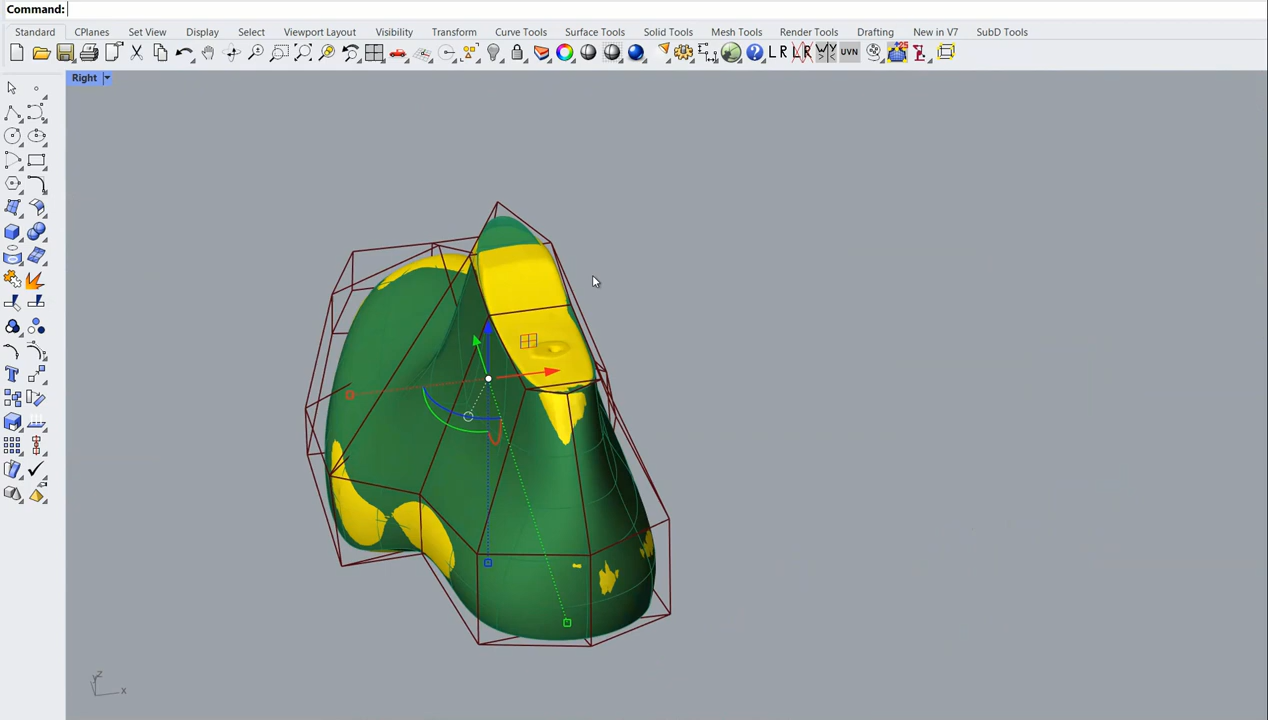 Command:
Standard CPlanes Set View Display Select Viewport Layout Visibility Transform Curve Tools Surface Tools Solid Tools Mesh Tools Render Tools Drafting New in V7 SubD Tools
L R L R UVN
Right
z
y
x